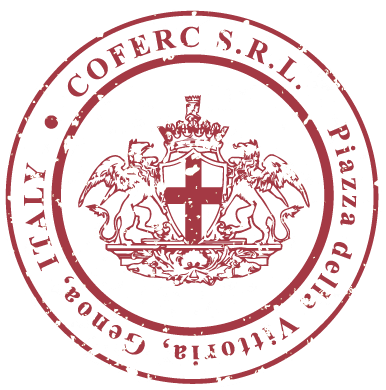 COFERC S.R.L.
Piazza della Vittoria, Genoa, ITALY